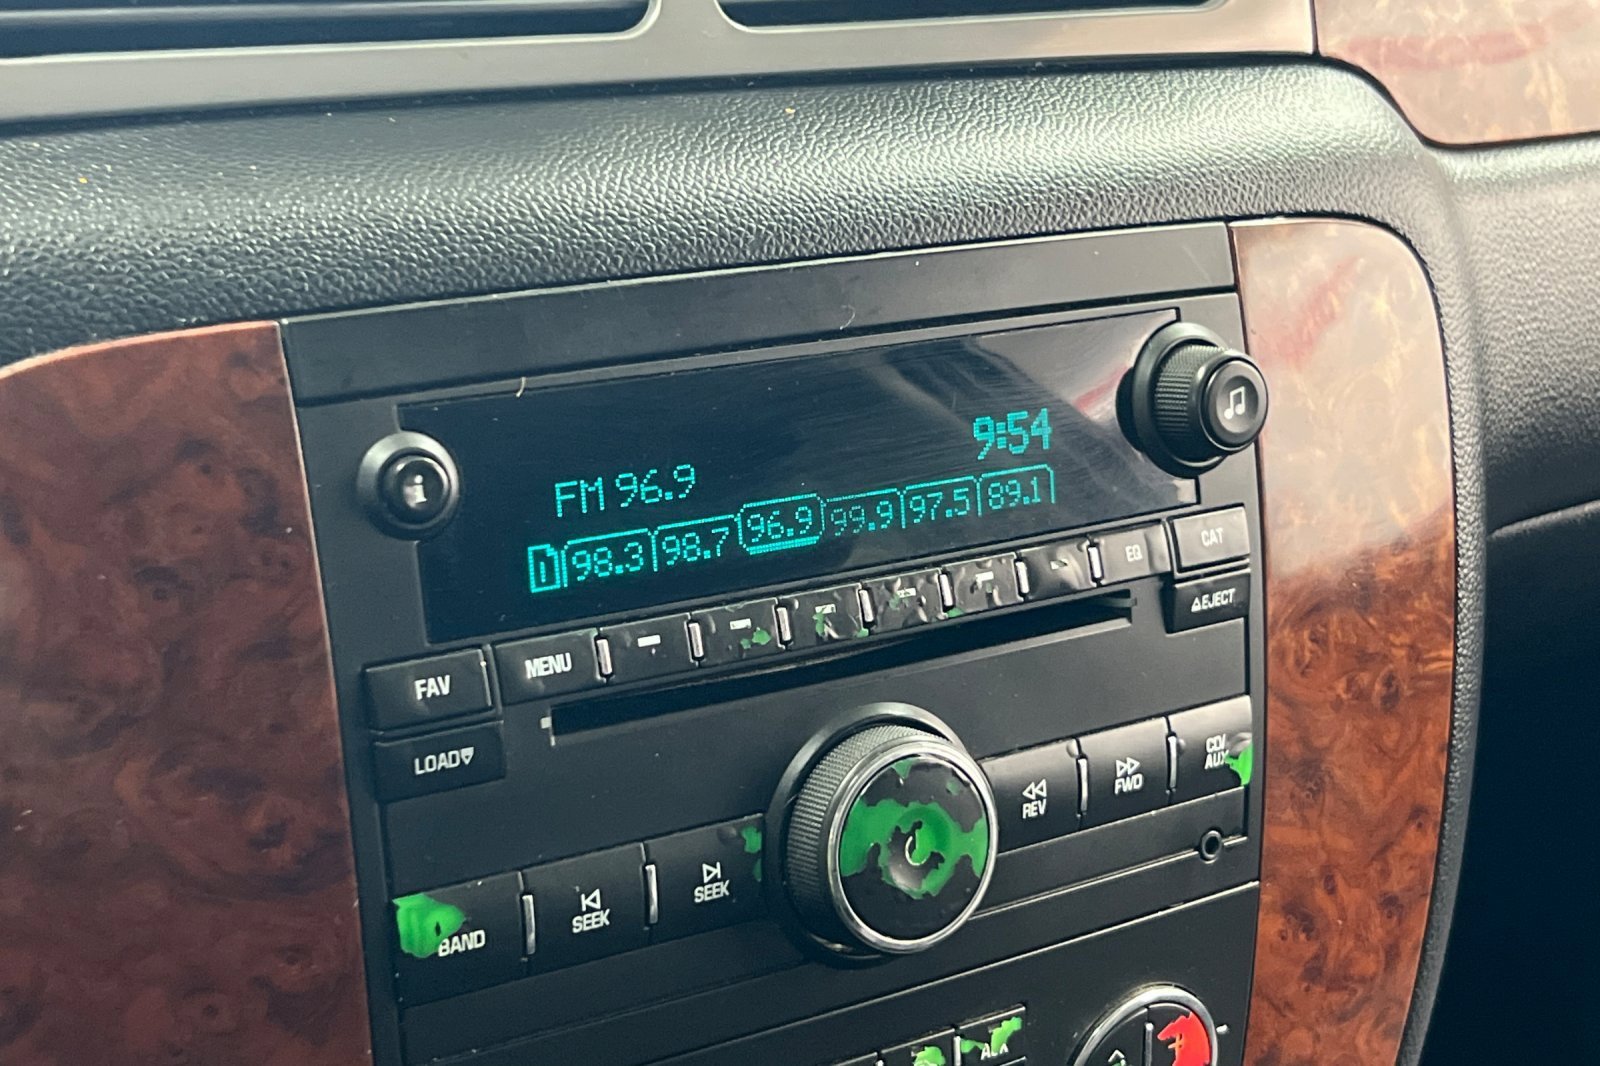 9:54
FM 96.9
1 98.3 98.7 96.9 99.9 97.5 89.1
FAV MENU EQ CAT
LOAD EJECT
BAND SEEK SEEK REV FWD CD/
AUX